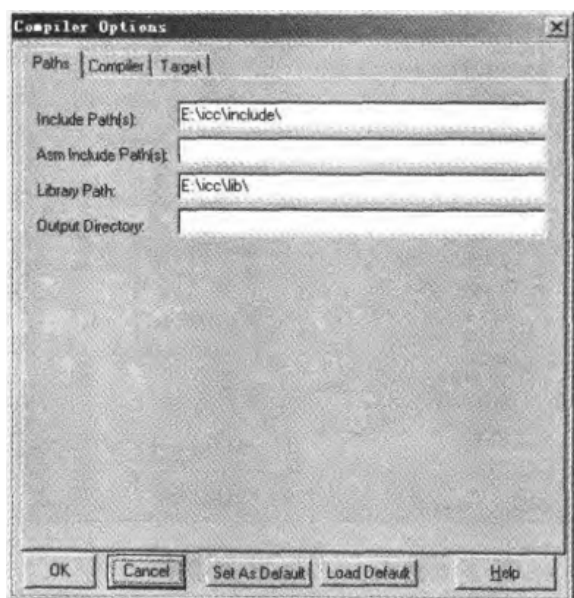 Compiler Options
Paths Compiler Target
Include Path(s): E:\icc\include\
Asm Include Path(s):
Library Path: E:\icc\lib\
Output Directory:
OK Cancel Set As Default Load Default Help